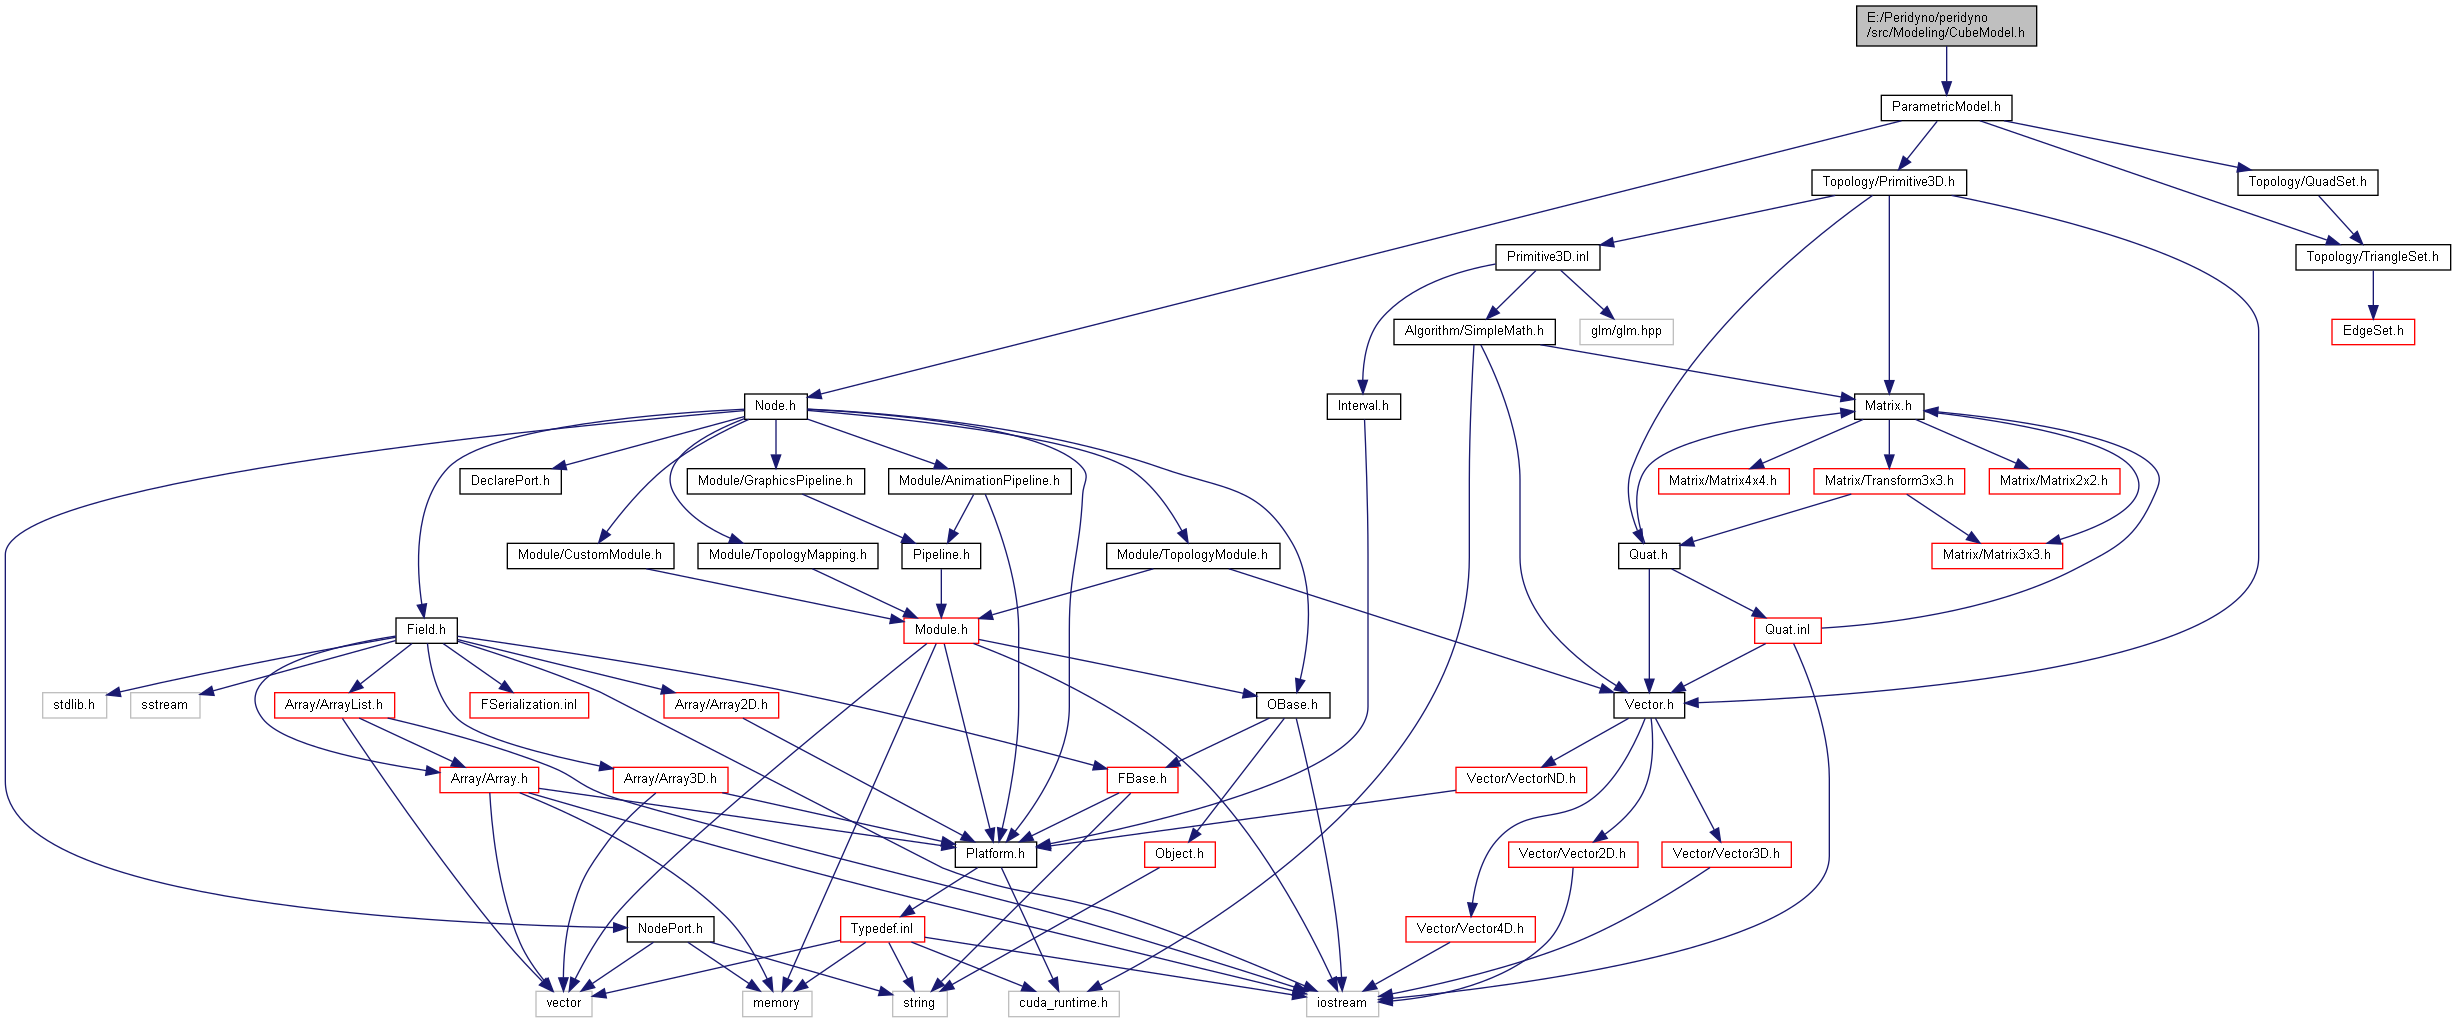 E:/Peridyno/peridyno
/src/Modeling/CubeModel.h
ParametricModel.h
Topology/Primitive3D.h
Topology/QuadSet.h
Primitive3D.inl
Topology/TriangleSet.h
Algorithm/SimpleMath.h
glm/glm.hpp
EdgeSet.h
Node.h
Interval.h
Matrix.h
DeclarePort.h
Module/GraphicsPipeline.h
Module/AnimationPipeline.h
Matrix/Matrix4x4.h
Matrix/Transform3x3.h
Matrix/Matrix2x2.h
Module/CustomModule.h
Module/TopologyMapping.h
Pipeline.h
Module/TopologyModule.h
Quat.h
Matrix/Matrix3x3.h
Field.h
Module.h
Quat.inl
stdlib.h
sstream
Array/ArrayList.h
FSerialization.inl
Array/Array2D.h
OBase.h
Vector.h
Array/Array.h
Array/Array3D.h
FBase.h
Vector/VectorND.h
Platform.h
Object.h
Vector/Vector2D.h
Vector/Vector3D.h
NodePort.h
Typedef.inl
Vector/Vector4D.h
vector
memory
string
cuda_runtime.h
iostream